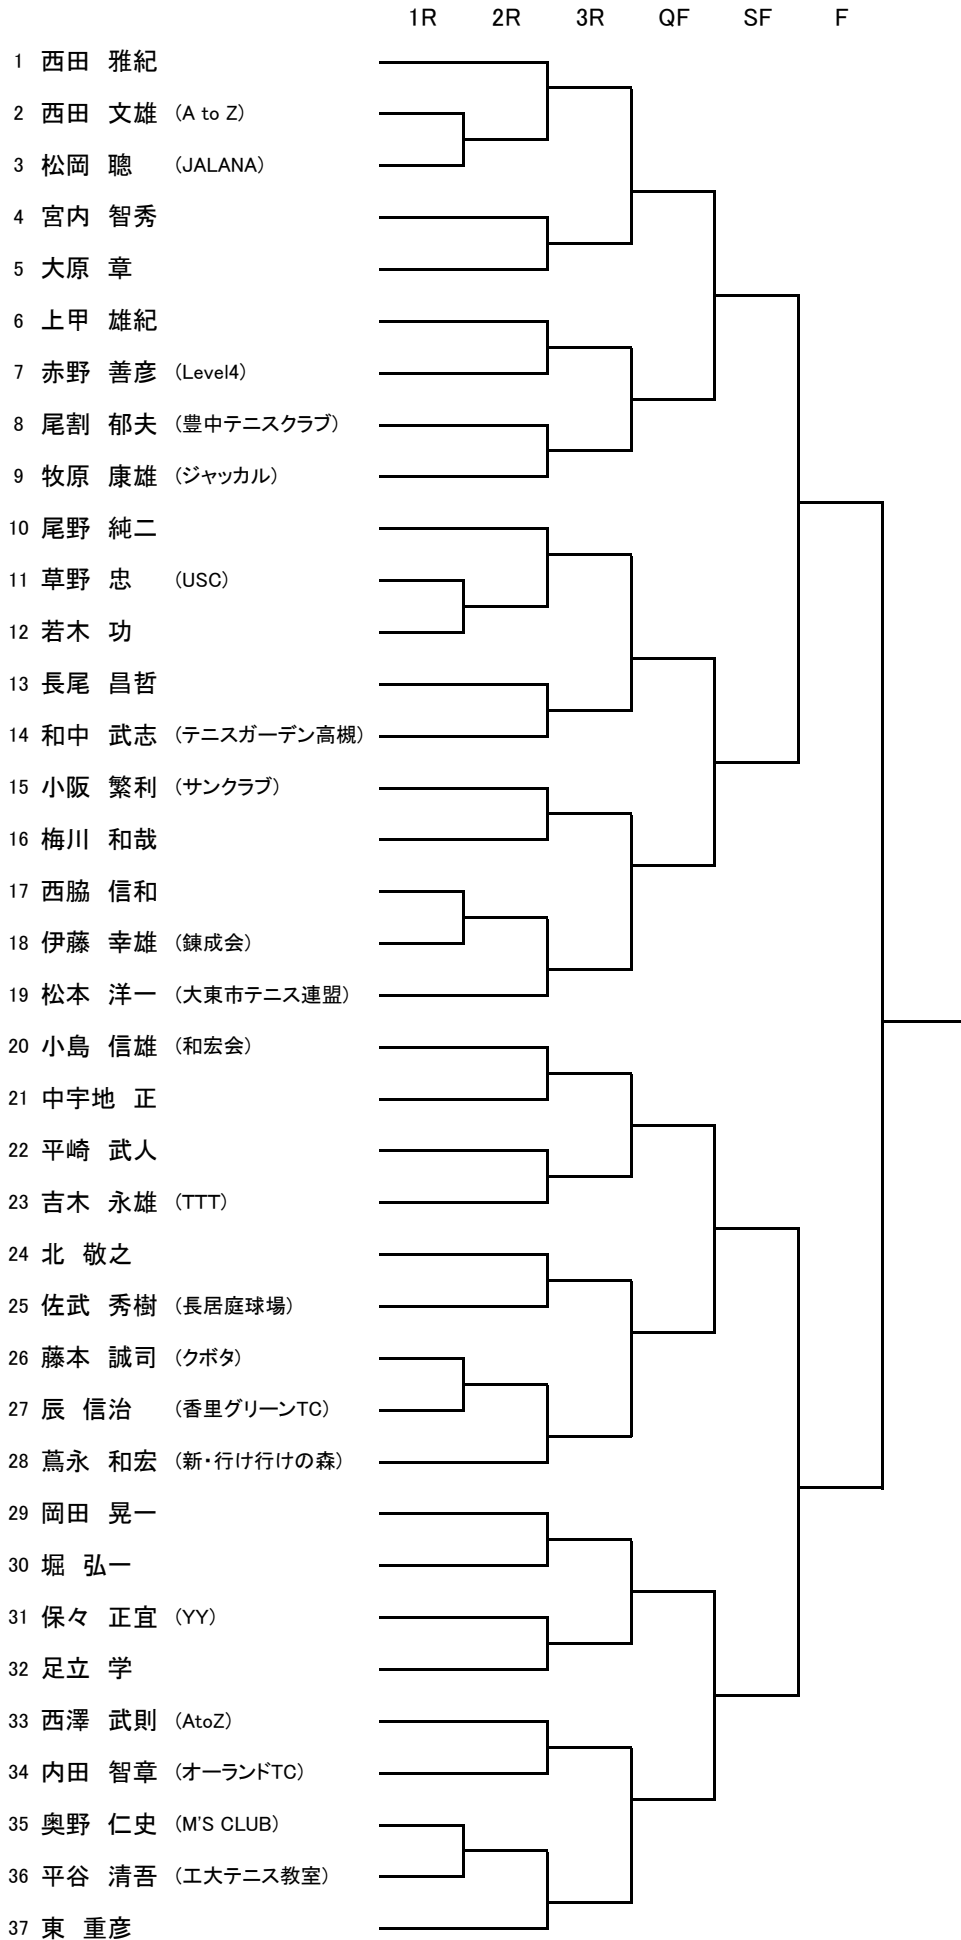 1R 2R 3R QF SF F
1 西田 雅紀
2 西田 文雄 (A to Z)
3 松岡 聰 (JALANA)
4 宮内 智秀
5 大原 章
6 上甲 雄紀
7 赤野 善彦 (Level4)
8 尾割 郁夫 (豊中テニスクラブ)
9 牧原 康雄 (ジャッカル)
10 尾野 純二
11 草野 忠 (USC)
12 若木 功
13 長尾 昌哲
14 和中 武志 (テニスガーデン高槻)
15 小阪 繁利 (サンクラブ)
16 梅川 和哉
17 西脇 信和
18 伊藤 幸雄 (錬成会)
19 松本 洋一 (大東市テニス連盟)
20 小島 信雄 (和宏会)
21 中宇地 正
22 平崎 武人
23 吉木 永雄 (TTT)
24 北 敬之
25 佐武 秀樹 (長居庭球場)
26 藤本 誠司 (クボタ)
27 辰 信治 (香里グリーンTC)
28 蔦永 和宏 (新・行け行けの森)
29 岡田 晃一
30 堀 弘一
31 保々 正宜 (YY)
32 足立 学
33 西澤 武則 (AtoZ)
34 内田 智章 (オーランドTC)
35 奥野 仁史 (M'S CLUB)
36 平谷 清吾 (工大テニス教室)
37 東 重彦